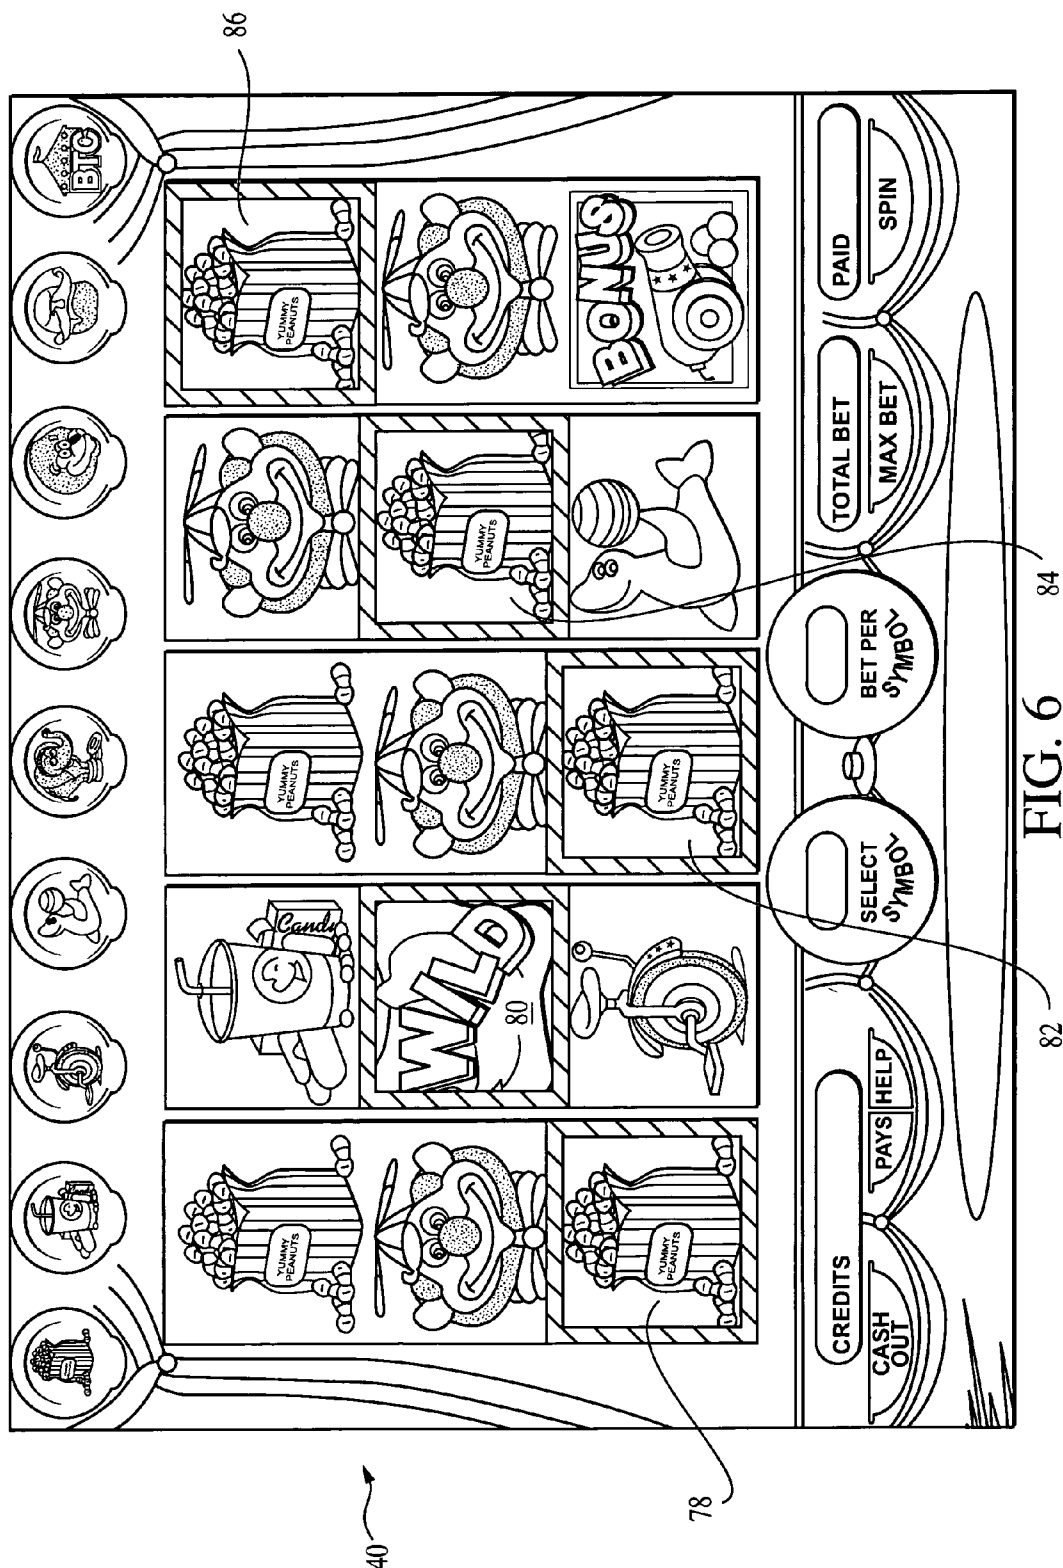 40
86
BTC
YUMMY
PEANUTS
Candy
YUMMY
PEANUTS
YUMMY
PEANUTS
WILD
80
YUMMY
PEANUTS
YUMMY
PEANUTS
YUMMY
PEANUTS
BONUS
78
82
84
CREDITS
CASH
OUT
PAYS
HELP
SELECT
SYMBOL
BET PER
SYMBOL
TOTAL BET
MAX BET
PAID
SPIN
FIG. 6